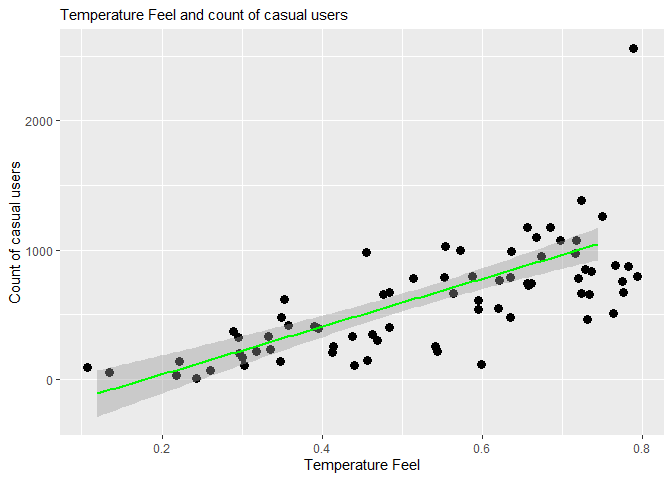 Temperature Feel and count of casual users
Count of casual users
2000
1000
0
0.2 0.4 0.6 0.8
Temperature Feel